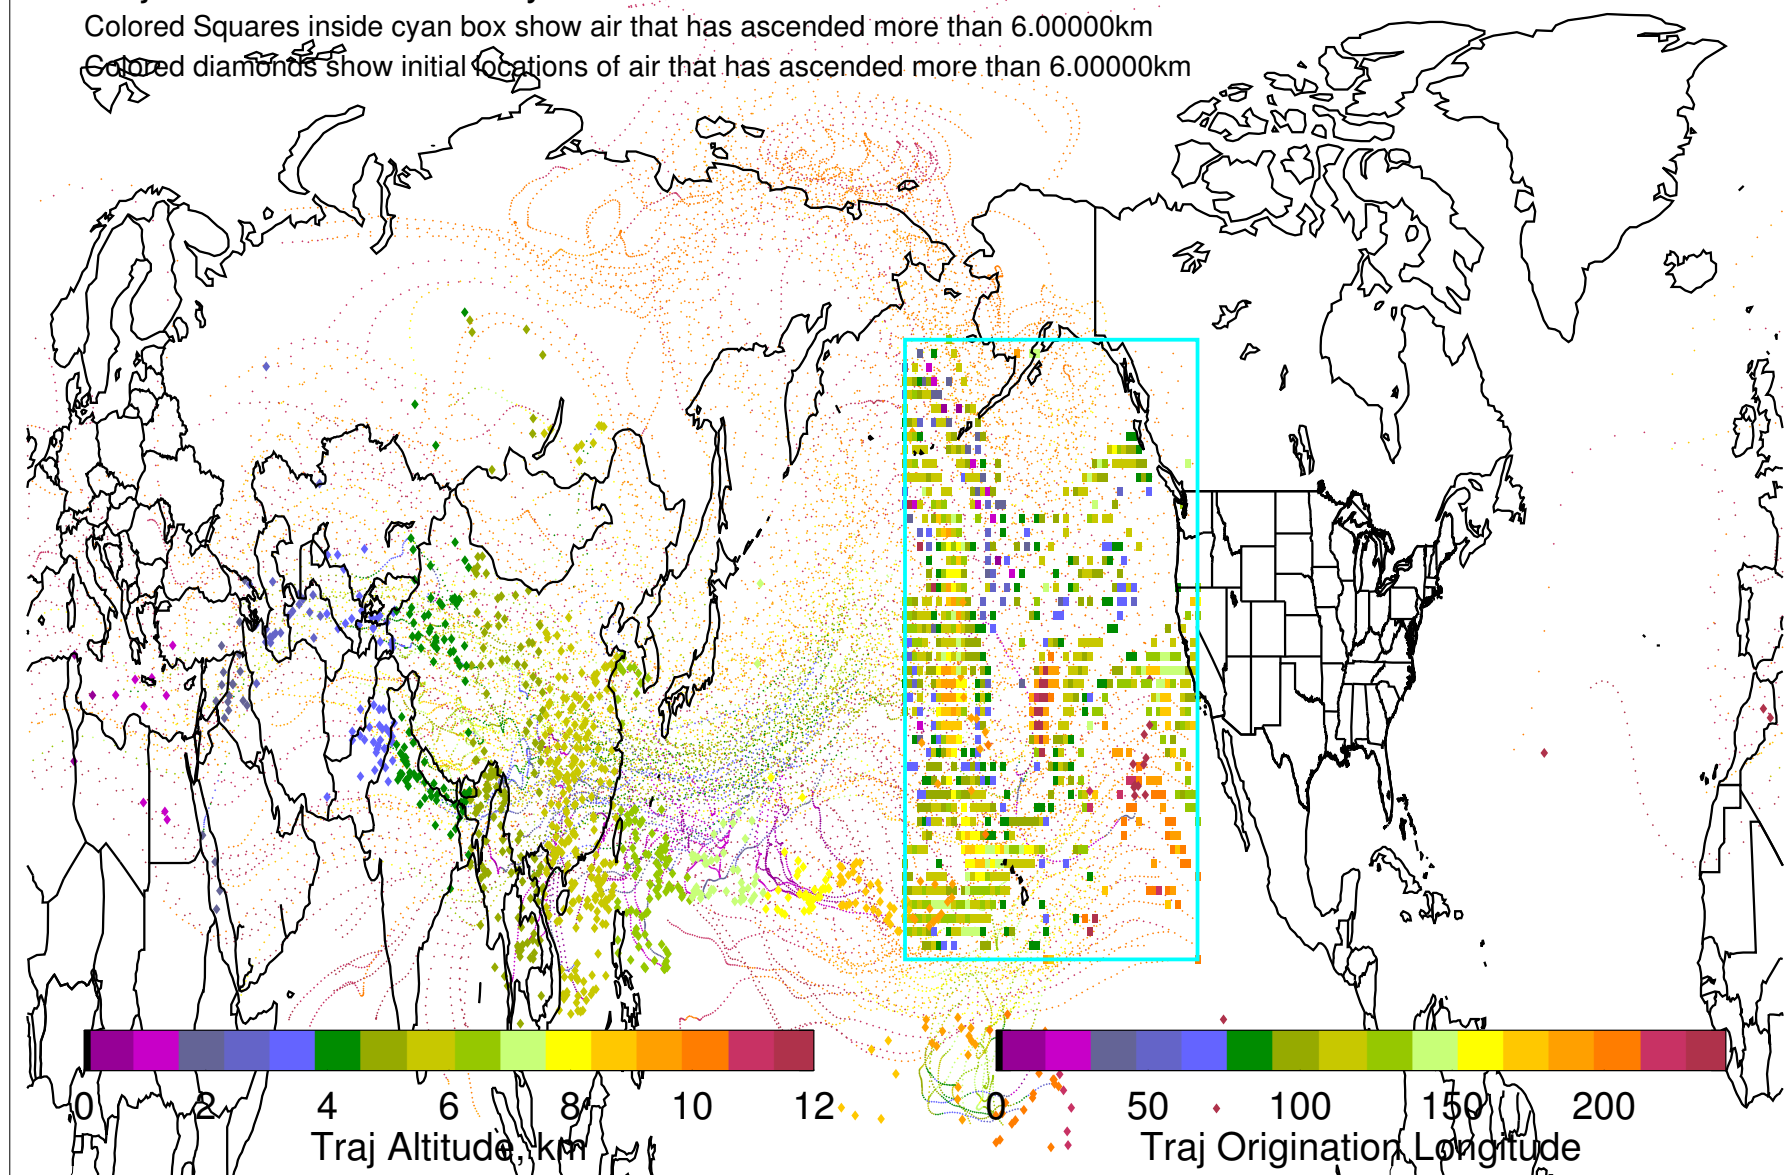 Colored Squares inside cyan box show air that has ascended more than 6.00000km
Colored diamonds show initial locations of air that has ascended more than 6.00000km
0 2 4 6 8 10 12
Traj Altitude, km
0 50 100 150 200
Traj Origination Longitude